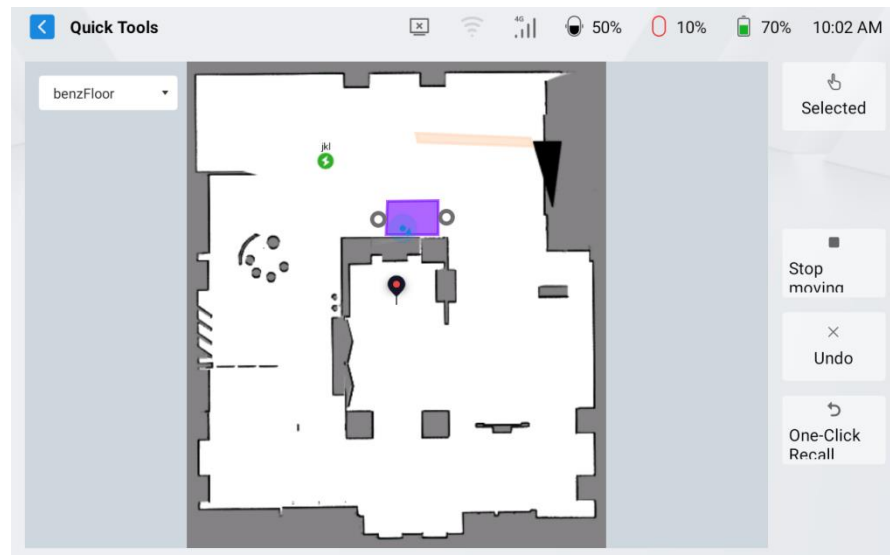 Quick Tools
4G
50%
10%
70%
10:02 AM
benzFloor
jkl
Selected
Stop
moving
Undo
One-Click
Recall